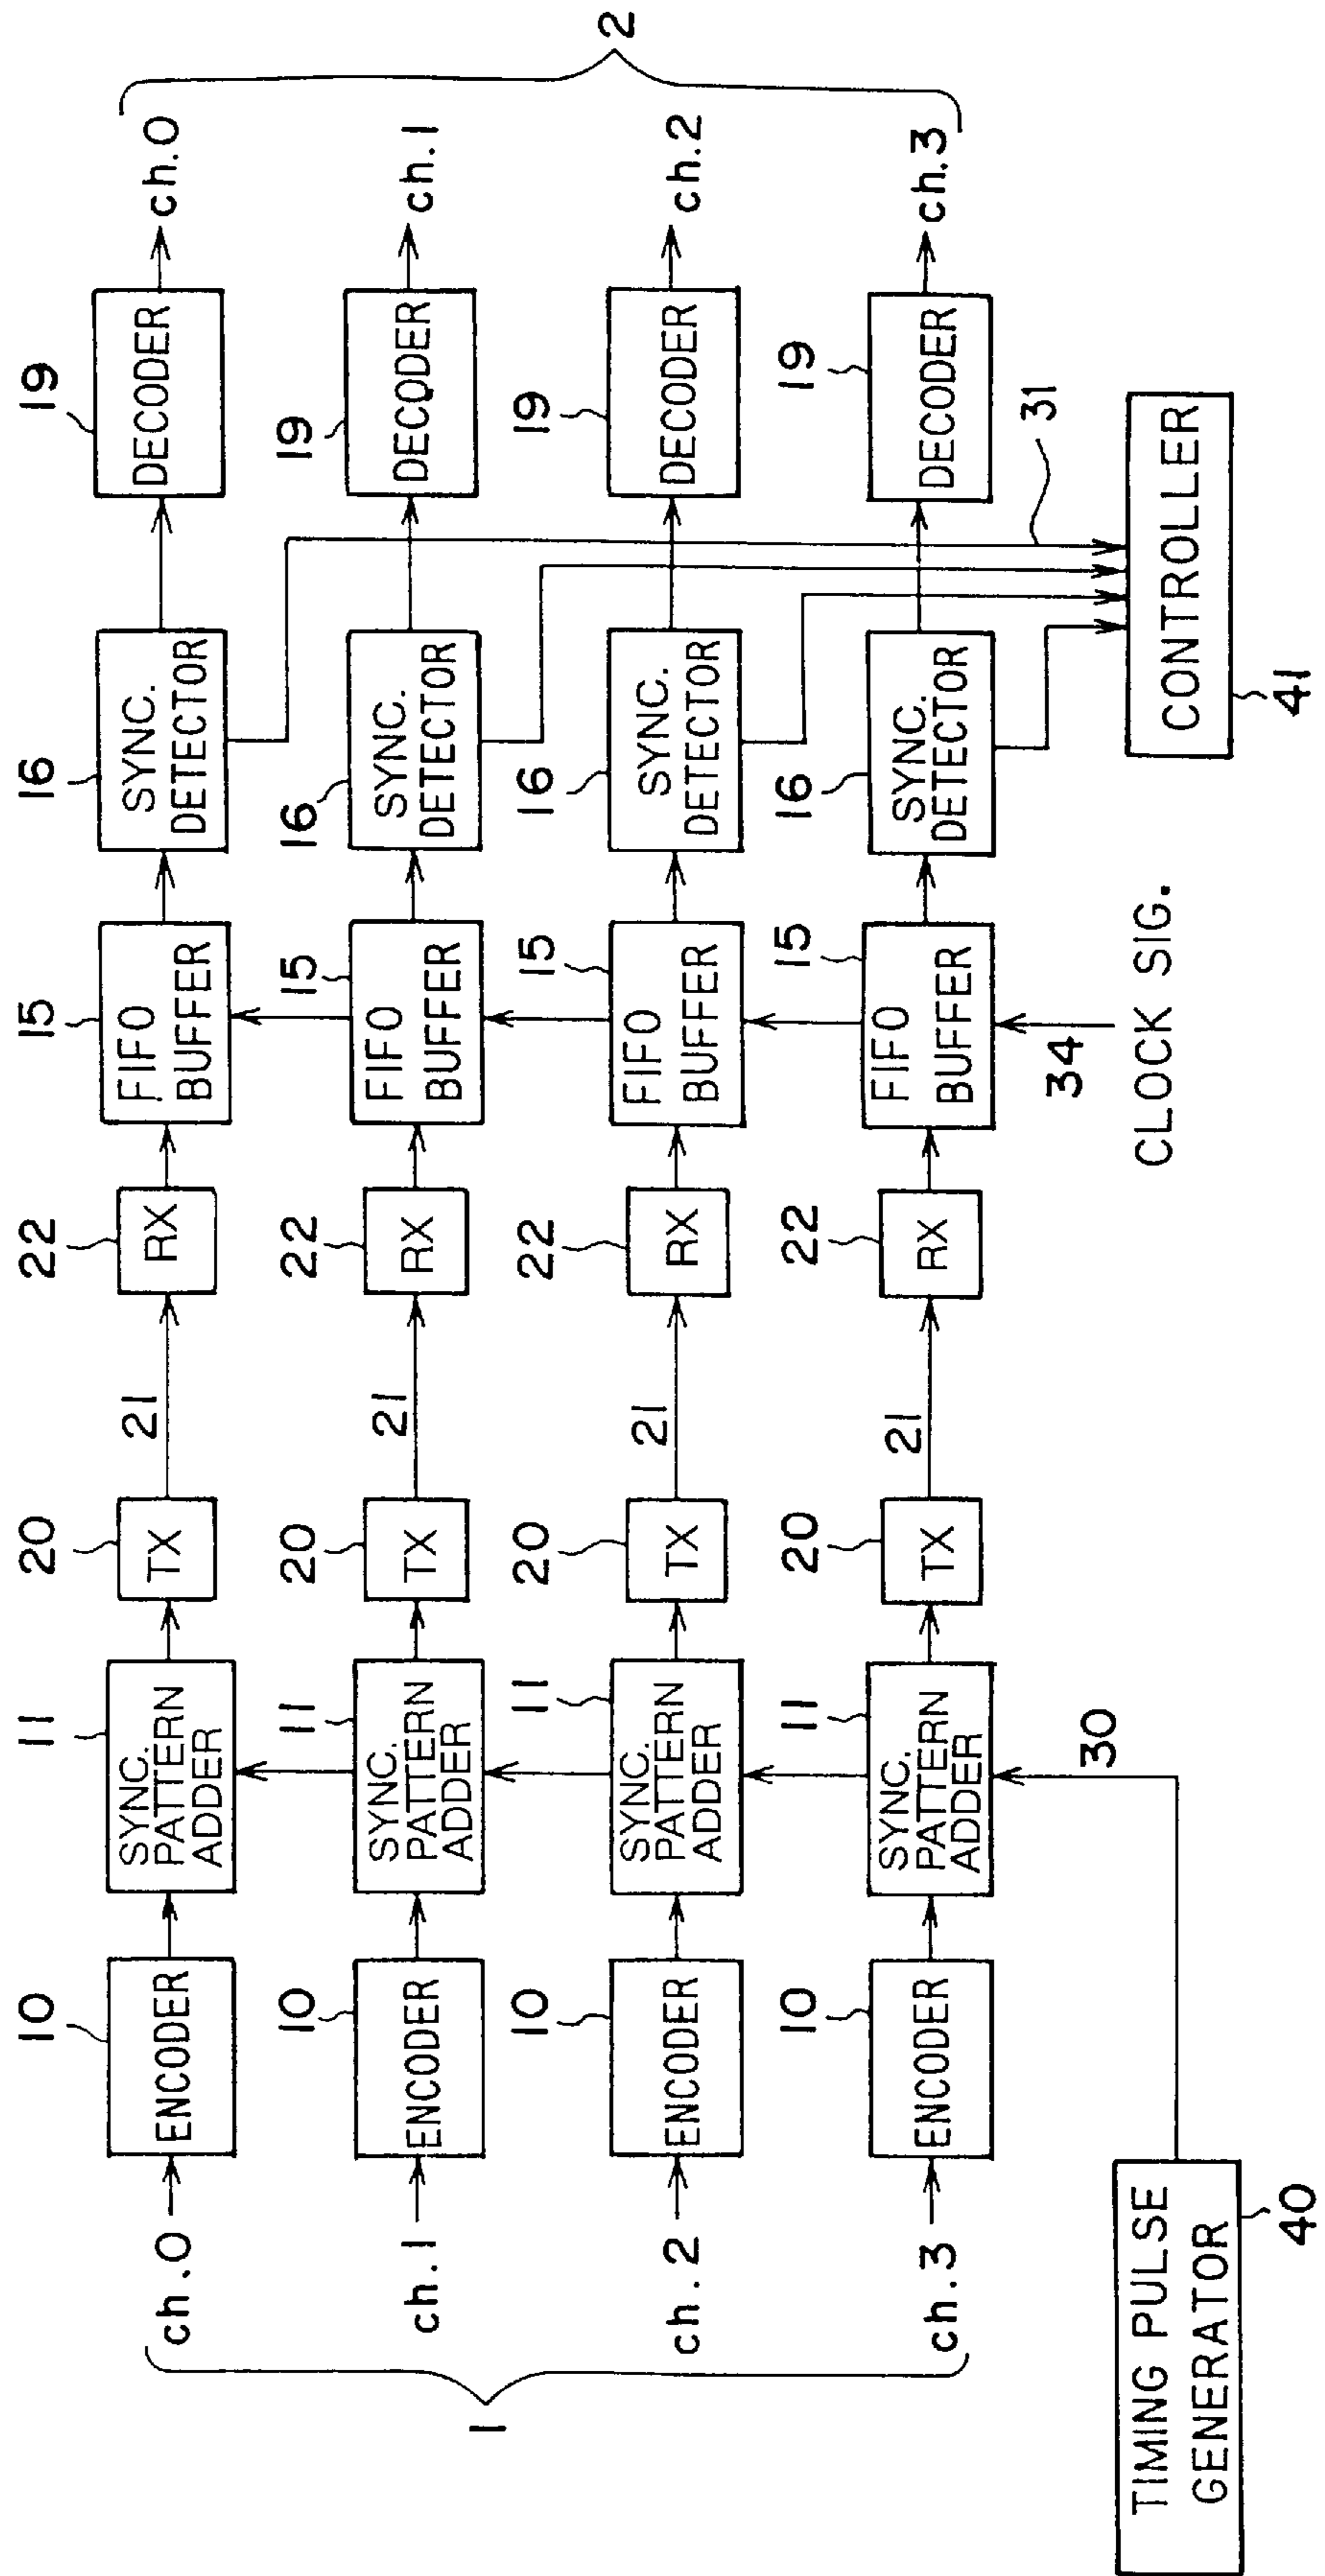 ch.0
10
ENCODER
11
SYNC.
PATTERN
ADDER
20
TX
21
22
RX
15
FIFO
BUFFER
16
SYNC.
DETECTOR
19
DECODER
ch.0
ch.1
10
ENCODER
11
SYNC.
PATTERN
ADDER
20
TX
21
22
RX
15
FIFO
BUFFER
16
SYNC.
DETECTOR
19
DECODER
ch.1
1
2
ch.2
10
ENCODER
11
SYNC.
PATTERN
ADDER
20
TX
21
22
RX
15
FIFO
BUFFER
16
SYNC.
DETECTOR
19
DECODER
ch.2
ch.3
10
ENCODER
11
SYNC.
PATTERN
ADDER
20
TX
21
22
RX
15
FIFO
BUFFER
16
SYNC.
DETECTOR
19
DECODER
ch.3
30
34
CLOCK SIG.
31
TIMING PULSE
GENERATOR
40
CONTROLLER
41